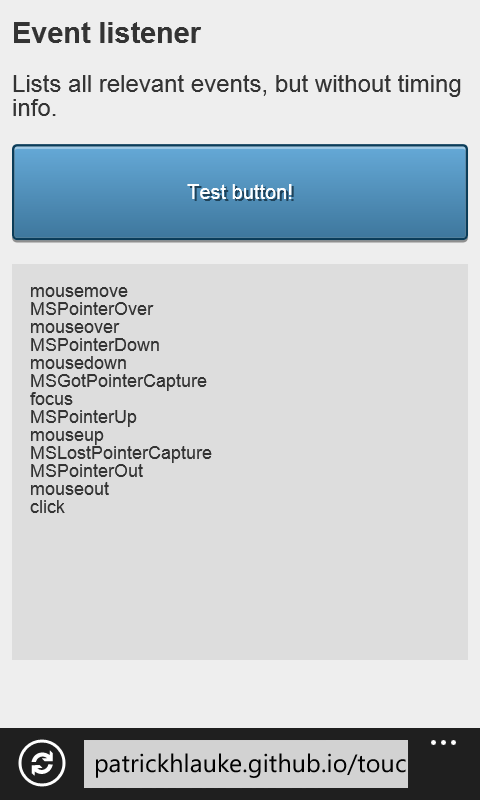 Event listener
Lists all relevant events, but without timing
info.
Test button!
mousemove
MSPointerOver
mouseover
MSPointerDown
mousedown
MSGotPointerCapture
focus
MSPointerUp
mouseup
MSLostPointerCapture
MSPointerOut
mouseout
click
patrickhlauke.github.io/touc